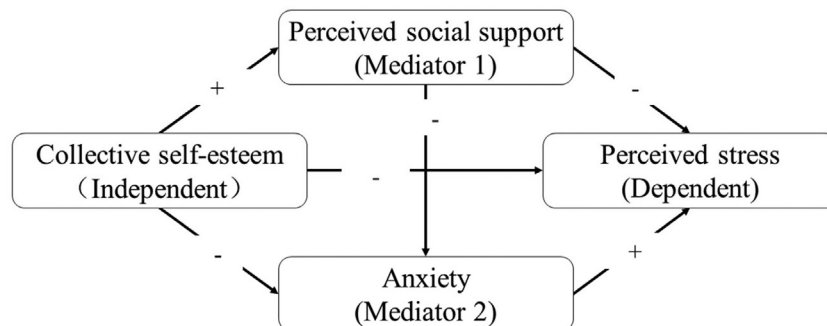 Perceived social support
(Mediator 1)
+
-
-
Collective self-esteem
（Independent）
-
Perceived stress
(Dependent)
-
+
Anxiety
(Mediator 2)